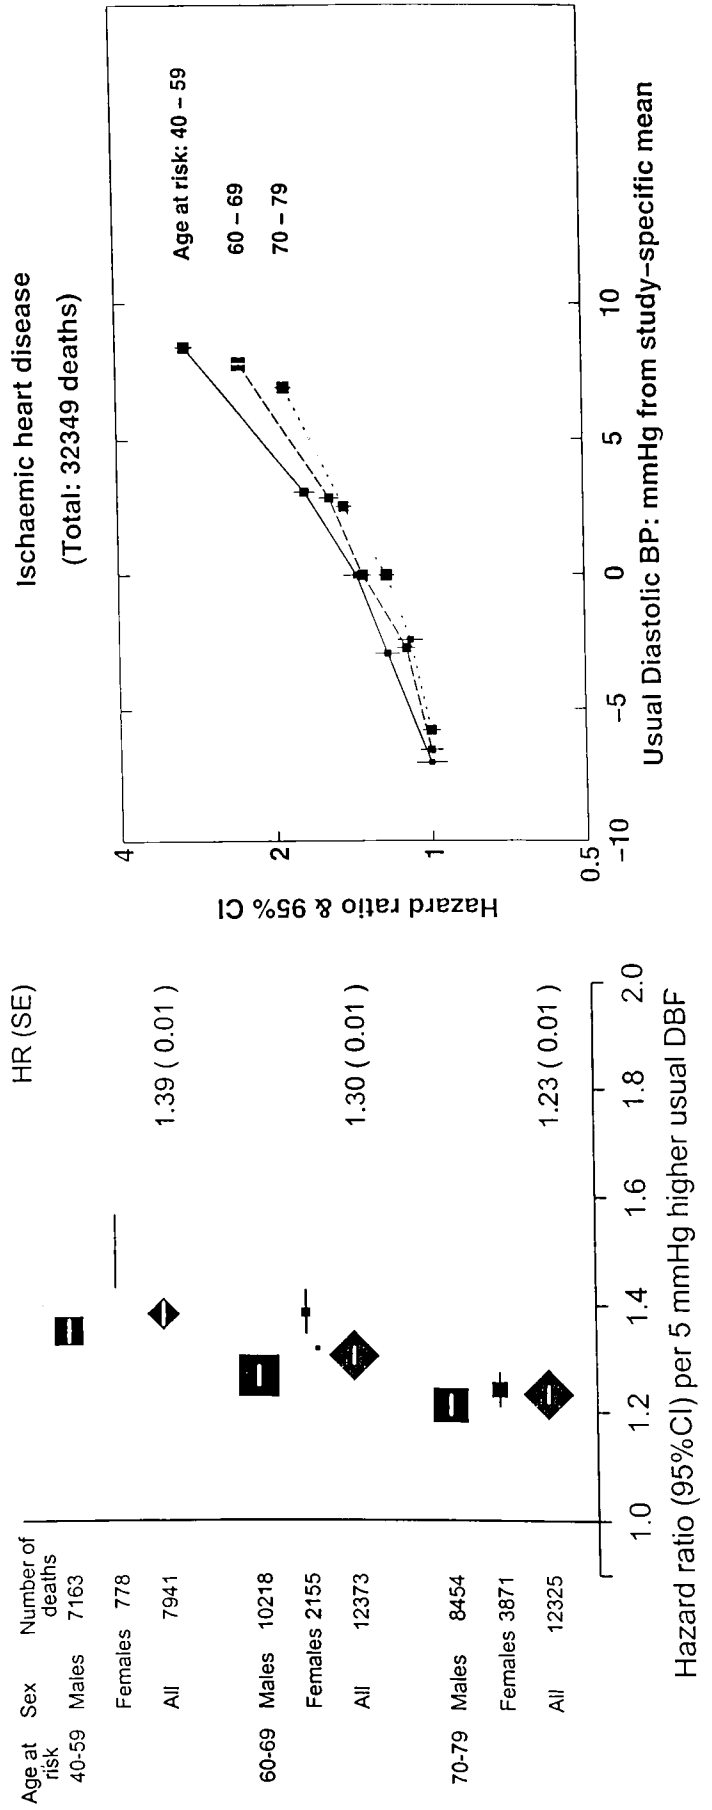 Age at risk Sex Number of deaths HR (SE)
40-59 Males 7163
Females 778
All 7941 1.39 ( 0.01 )
60-69 Males 10218
Females 2155
All 12373 1.30 ( 0.01 )
70-79 Males 8454
Females 3871
All 12325 1.23 ( 0.01 )
1.0 1.2 1.4 1.6 1.8 2.0
Hazard ratio (95%CI) per 5 mmHg higher usual DBF
Ischaemic heart disease
(Total: 32349 deaths)
Age at risk: 40 – 59
60 – 69
70 – 79
Hazard ratio & 95% CI
4
2
1
0.5
−10 −5 0 5 10
Usual Diastolic BP: mmHg from study−specific mean